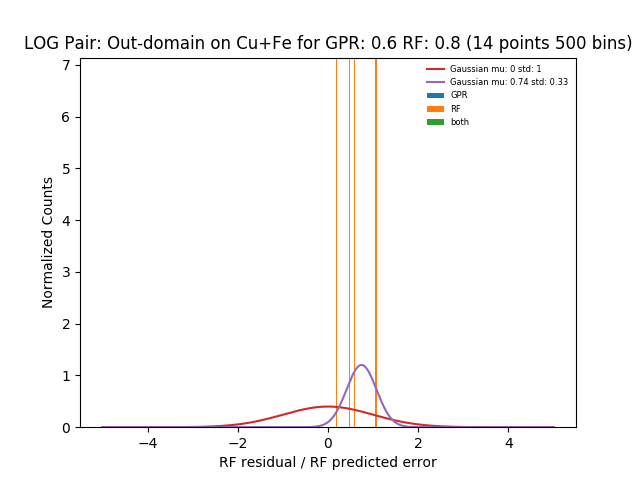 LOG Pair: Out-domain on Cu+Fe for GPR: 0.6 RF: 0.8 (14 points 500 bins)
Gaussian mu: 0 std: 1
Gaussian mu: 0.74 std: 0.33
GPR
RF
both
Normalized Counts
7
6
5
4
3
2
1
0
−4
−2
0
2
4
RF residual / RF predicted error